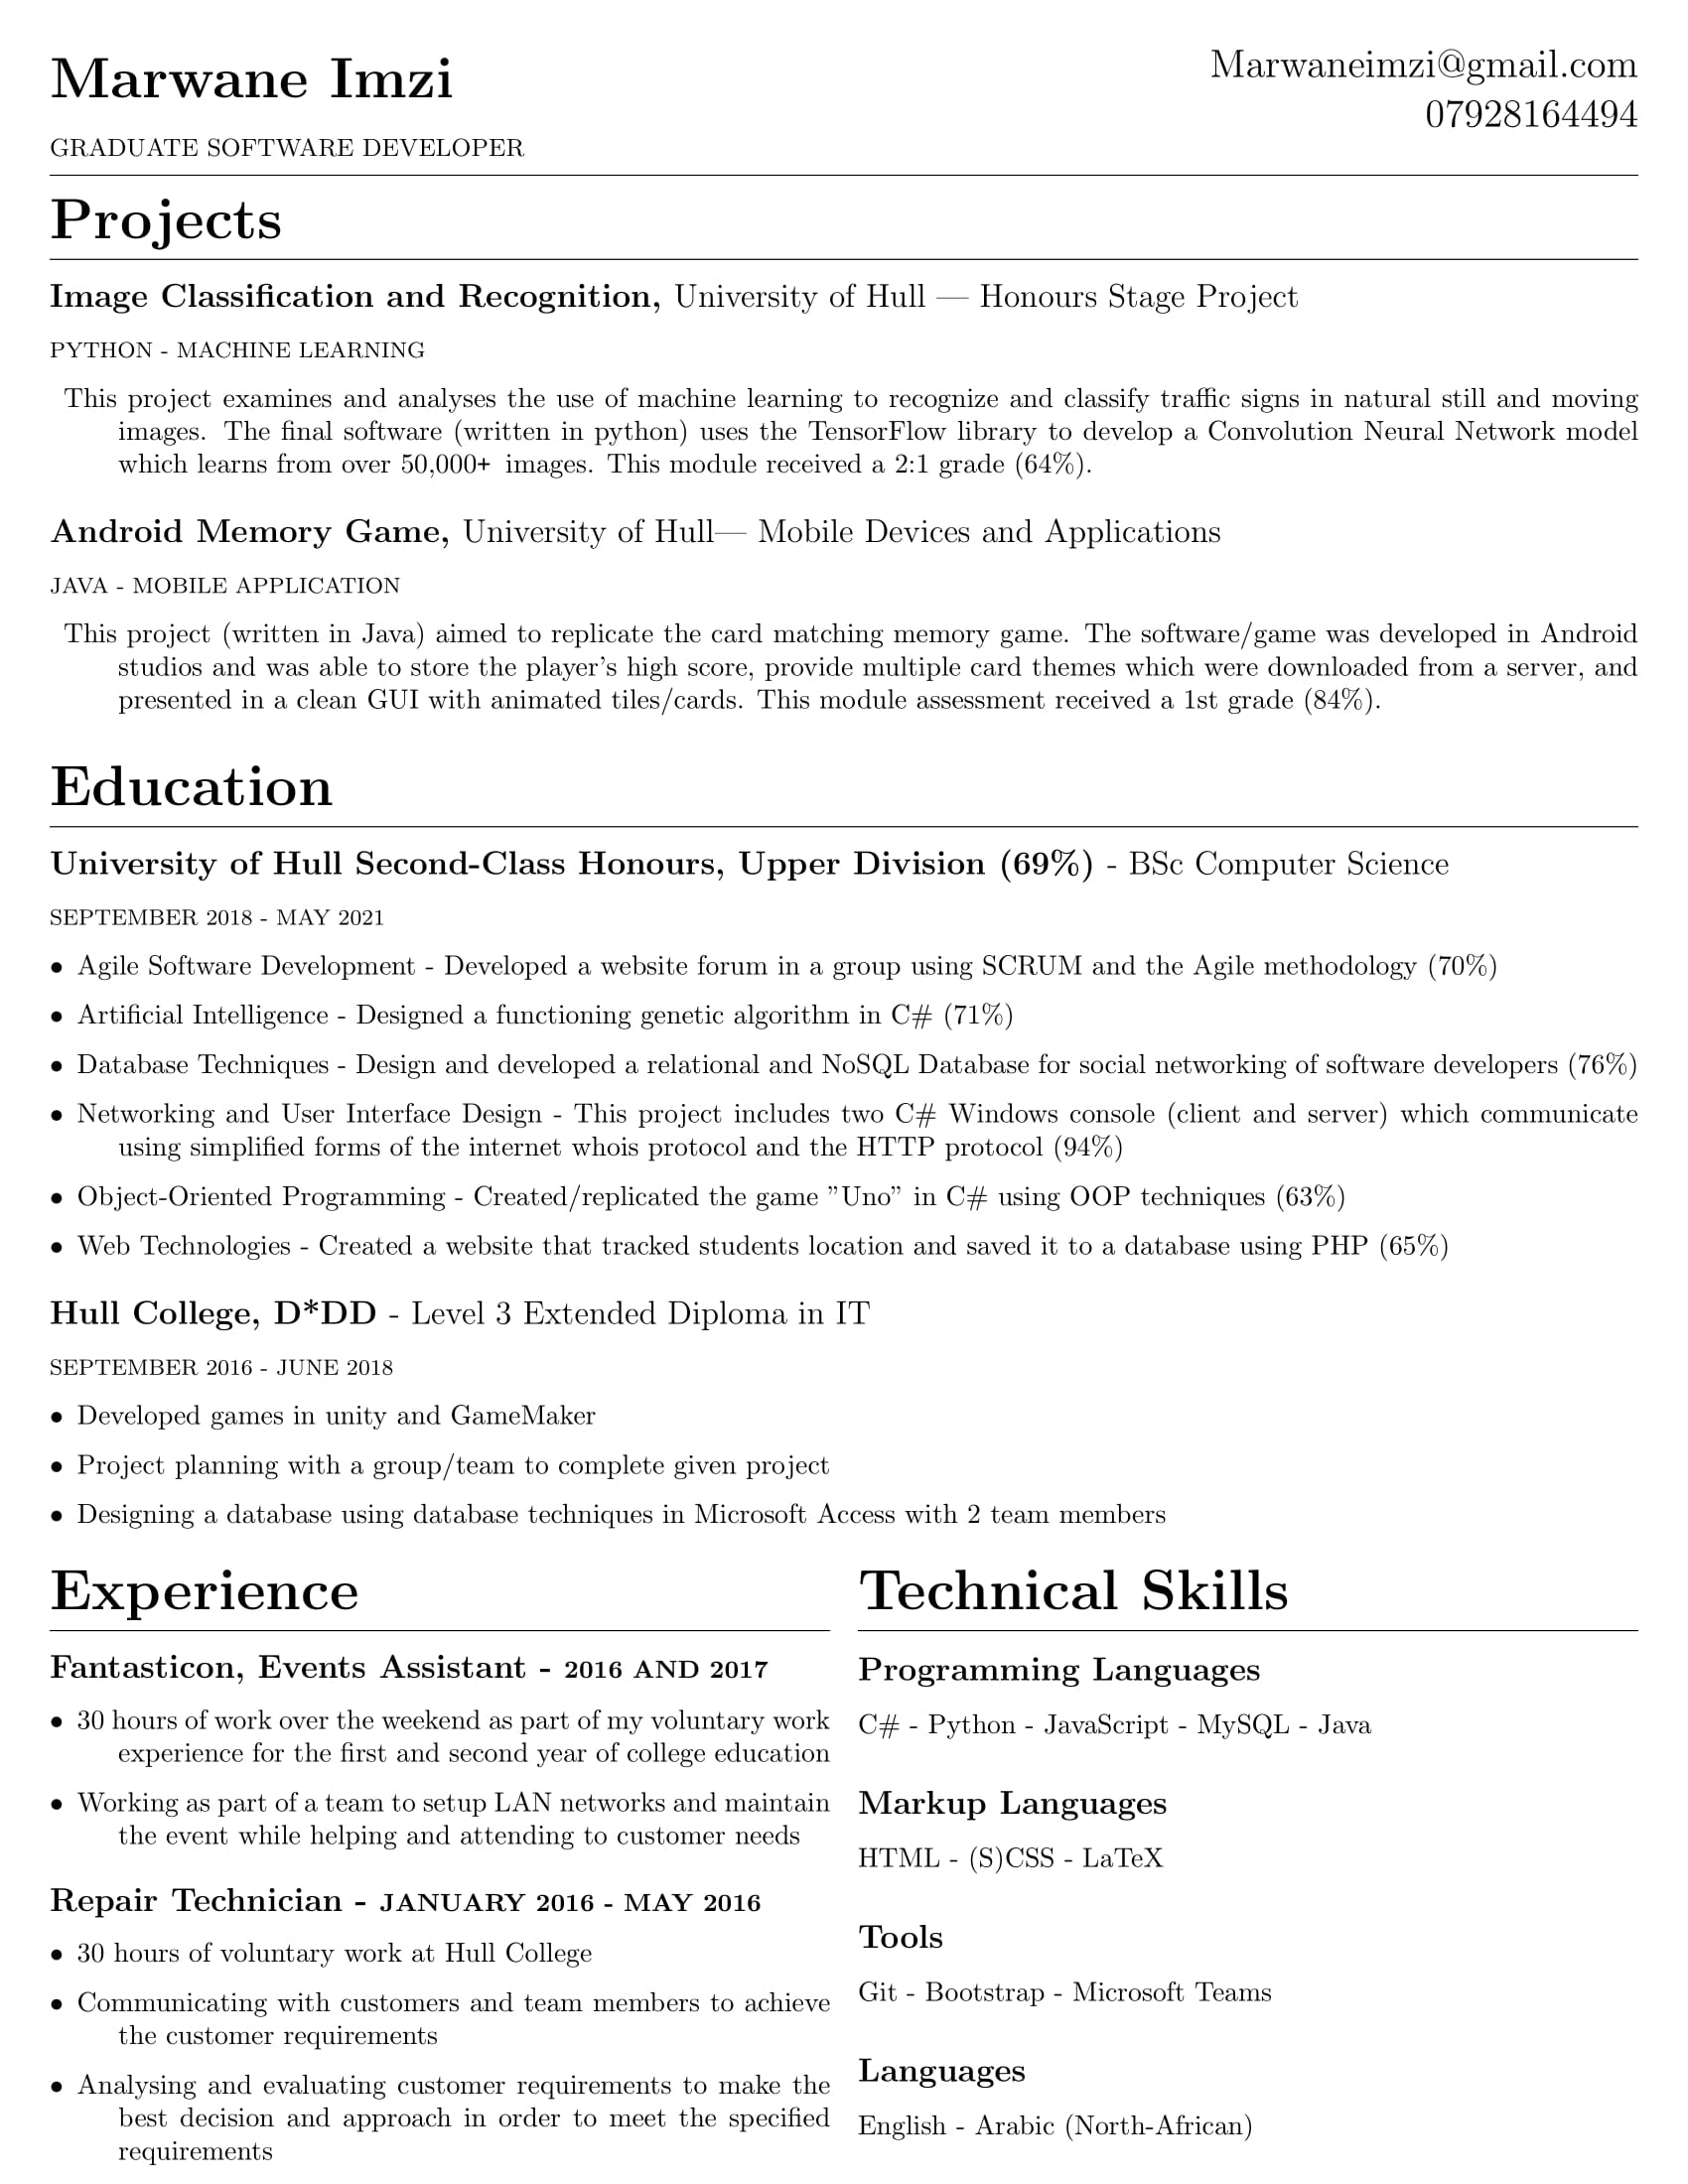 Marwane Imzi
GRADUATE SOFTWARE DEVELOPER
Marwaneimzi@gmail.com
07928164494
Projects
Image Classification and Recognition, University of Hull — Honours Stage Project
PYTHON - MACHINE LEARNING
This project examines and analyses the use of machine learning to recognize and classify traffic signs in natural still and moving
images. The final software (written in python) uses the TensorFlow library to develop a Convolution Neural Network model
which learns from over 50,000+ images. This module received a 2:1 grade (64%).
Android Memory Game, University of Hull— Mobile Devices and Applications
JAVA - MOBILE APPLICATION
This project (written in Java) aimed to replicate the card matching memory game. The software/game was developed in Android
studios and was able to store the player's high score, provide multiple card themes which were downloaded from a server, and
presented in a clean GUI with animated tiles/cards. This module assessment received a 1st grade (84%).
Education
University of Hull Second-Class Honours, Upper Division (69%) - BSc Computer Science
SEPTEMBER 2018 - MAY 2021
• Agile Software Development - Developed a website forum in a group using SCRUM and the Agile methodology (70%)
• Artificial Intelligence - Designed a functioning genetic algorithm in C# (71%)
• Database Techniques - Design and developed a relational and NoSQL Database for social networking of software developers (76%)
• Networking and User Interface Design - This project includes two C# Windows console (client and server) which communicate
using simplified forms of the internet whois protocol and the HTTP protocol (94%)
• Object-Oriented Programming - Created/replicated the game ”Uno” in C# using OOP techniques (63%)
• Web Technologies - Created a website that tracked students location and saved it to a database using PHP (65%)
Hull College, D*DD - Level 3 Extended Diploma in IT
SEPTEMBER 2016 - JUNE 2018
• Developed games in unity and GameMaker
• Project planning with a group/team to complete given project
• Designing a database using database techniques in Microsoft Access with 2 team members
Experience
Fantasticon, Events Assistant - 2016 AND 2017
• 30 hours of work over the weekend as part of my voluntary work
experience for the first and second year of college education
• Working as part of a team to setup LAN networks and maintain
the event while helping and attending to customer needs
Repair Technician - JANUARY 2016 - MAY 2016
• 30 hours of voluntary work at Hull College
• Communicating with customers and team members to achieve
the customer requirements
• Analysing and evaluating customer requirements to make the
best decision and approach in order to meet the specified
requirements
Technical Skills
Programming Languages
C# - Python - JavaScript - MySQL - Java
Markup Languages
HTML - (S)CSS - LaTeX
Tools
Git - Bootstrap - Microsoft Teams
Languages
English - Arabic (North-African)